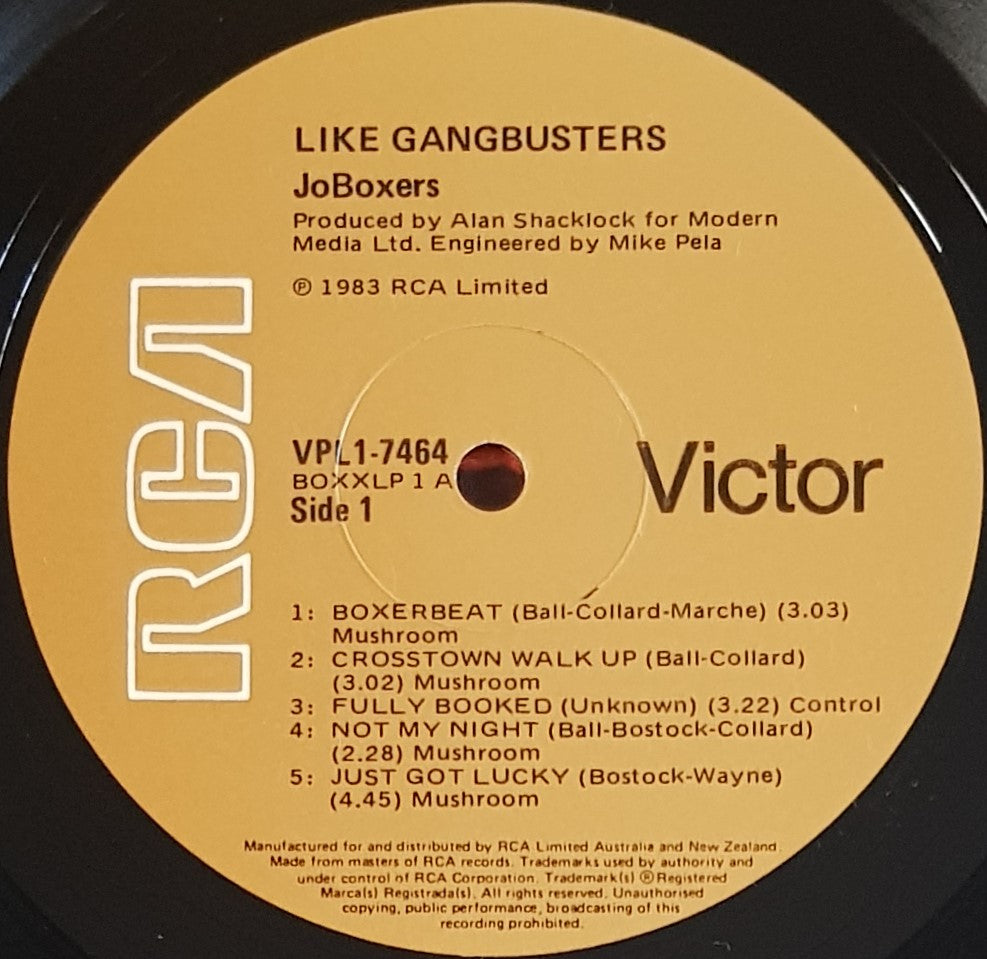 LIKE GANGBUSTERS
JoBoxers
Produced by Alan Shacklock for Modern
Media Ltd. Engineered by Mike Pela
℗ 1983 RCA Limited
RCA
VPL1-7464
BOXXLP 1 A
Side 1
Victor
1: BOXERBEAT (Ball-Collard-Marche) (3.03)
Mushroom
2: CROSSTOWN WALK UP (Ball-Collard)
(3.02) Mushroom
3: FULLY BOOKED (Unknown) (3.22) Control
4: NOT MY NIGHT (Ball-Bostock-Collard)
(2.28) Mushroom
5: JUST GOT LUCKY (Bostock-Wayne)
(4.45) Mushroom
Manufactured for and distributed by RCA Limited Australia and New Zealand.
Made from masters of RCA records. Trademarks used by authority and
under control of RCA Corporation. Trademark(s) ® Registered
Marca(s) Registrada(s). All rights reserved. Unauthorised
copying, public performance, broadcasting of this
recording prohibited.